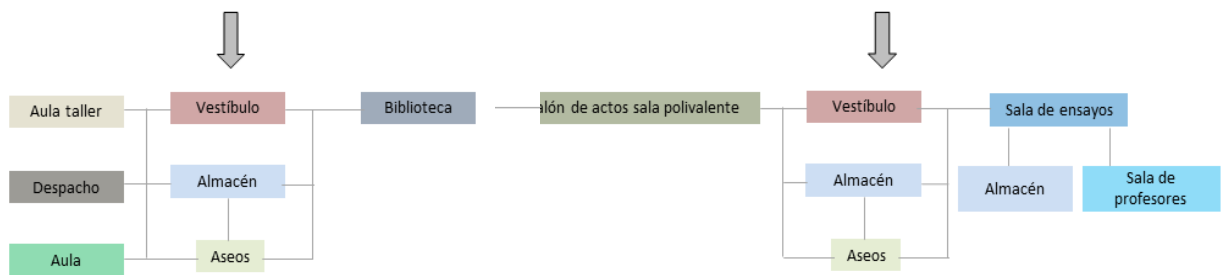 Aula taller
Vestíbulo
Biblioteca
alón de actos sala polivalente
Vestíbulo
Sala de ensayos
Despacho
Almacén
Almacén
Almacén
Sala de
profesores
Aula
Aseos
Aseos